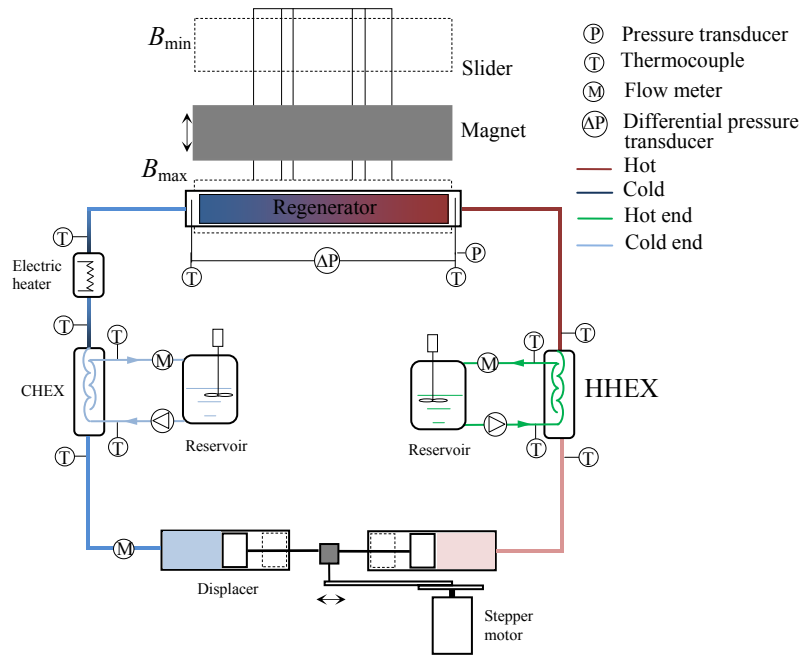 B_min
Slider
Magnet
B_max
Regenerator
P Pressure transducer
T Thermocouple
M Flow meter
ΔP Differential pressure
transducer
Hot
Cold
Hot end
Cold end
T
Electric
heater
T
ΔP
T
P
T
T
M
CHEX
T
T
Reservoir
M
T
T
HHEX
Reservoir
T
T
M
Displacer
Stepper
motor